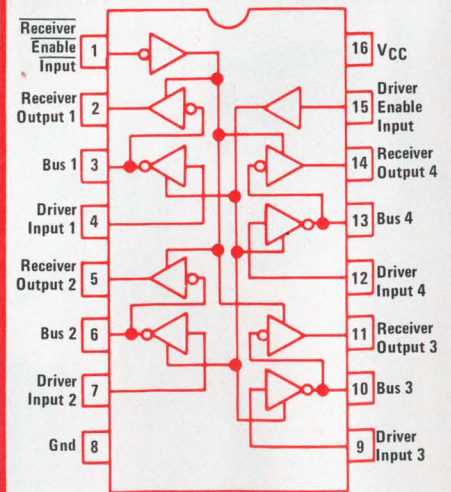 Receiver
Enable
Input
1
Receiver
Output 1
2
Bus 1
3
Driver
Input 1
4
Receiver
Output 2
5
Bus 2
6
Driver
Input 2
7
Gnd
8
16
VCC
15
Driver
Enable
Input
14
Receiver
Output 4
13
Bus 4
12
Driver
Input 4
11
Receiver
Output 3
10
Bus 3
9
Driver
Input 3